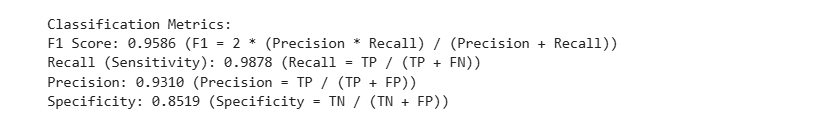 Classification Metrics:
F1 Score: 0.9586 (F1 = 2 * (Precision * Recall) / (Precision + Recall))
Recall (Sensitivity): 0.9878 (Recall = TP / (TP + FN))
Precision: 0.9310 (Precision = TP / (TP + FP))
Specificity: 0.8519 (Specificity = TN / (TN + FP))